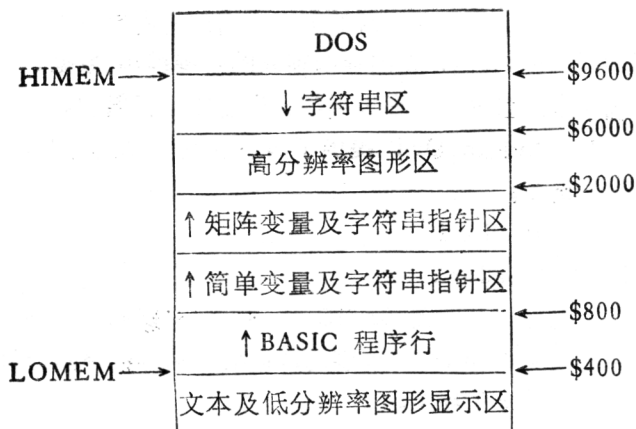 DOS
HIMEM
$9600
↓字符串区
$6000
高分辨率图形区
$2000
↑矩阵变量及字符串指针区
↑简单变量及字符串指针区
$800
↑BASIC 程序行
LOMEM
$400
文本及低分辨率图形显示区